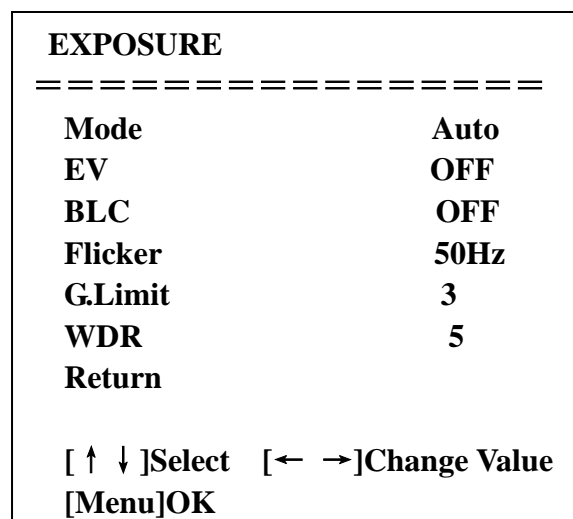 EXPOSURE
=================
Mode Auto
EV OFF
BLC OFF
Flicker 50Hz
G.Limit 3
WDR 5
Return
[↑ ↓]Select [← →]Change Value
[Menu]OK